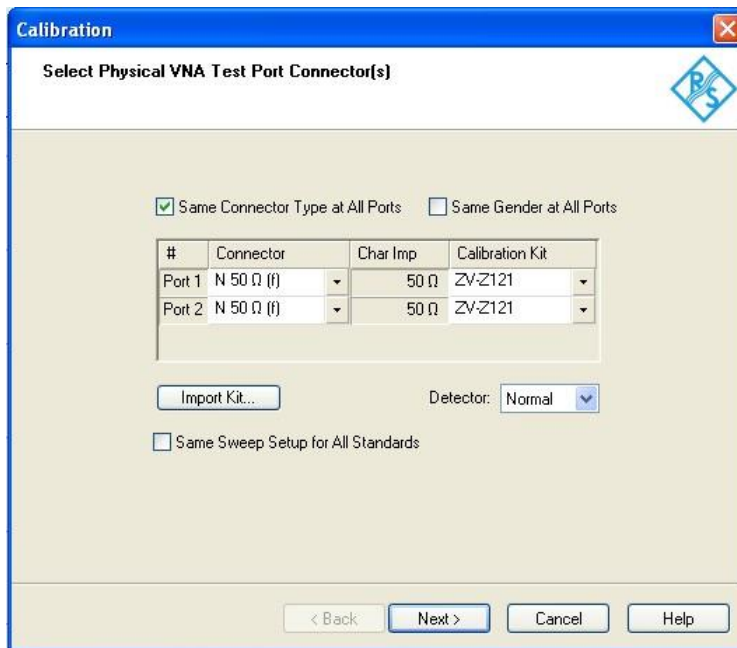 Calibration
Select Physical VNA Test Port Connector(s)
R S
Same Connector Type at All Ports Same Gender at All Ports
# Connector Char Imp Calibration Kit
Port 1 N 50 Ω (f) 50 Ω ZV-Z121
Port 2 N 50 Ω (f) 50 Ω ZV-Z121
Import Kit... Detector: Normal
Same Sweep Setup for All Standards
< Back Next > Cancel Help